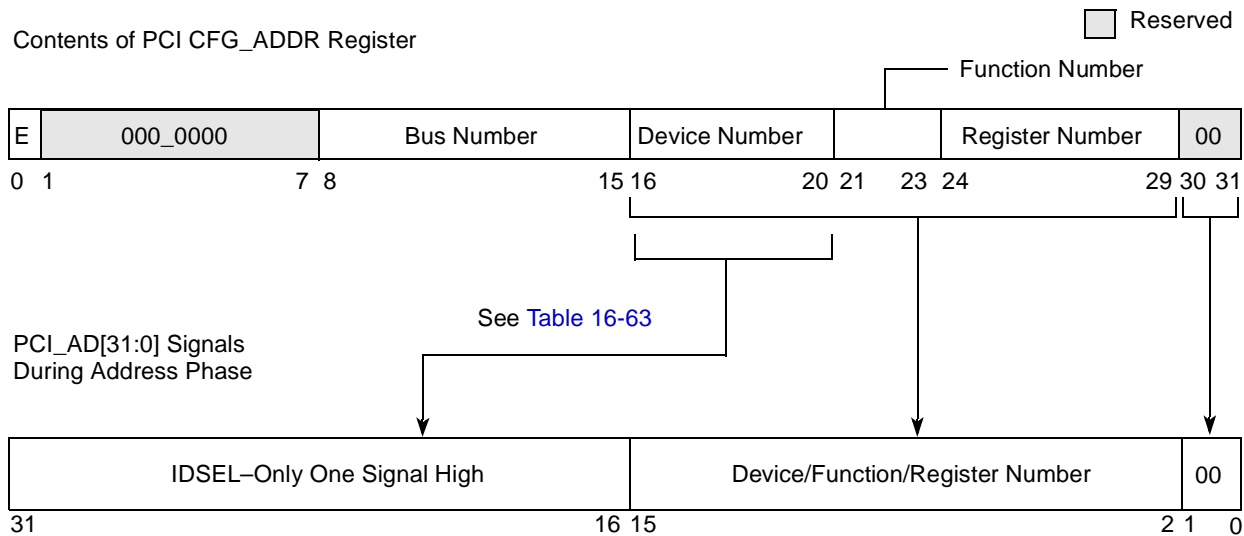 Reserved
Contents of PCI CFG_ADDR Register
Function Number
E 000_0000 Bus Number Device Number Register Number 00
0 1 7 8 15 16 20 21 23 24 29 30 31
See Table 16-63
PCI_AD[31:0] Signals
During Address Phase
IDSEL–Only One Signal High Device/Function/Register Number 00
31 16 15 2 1 0